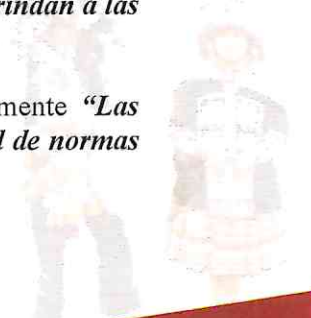 rindan a las
mente “Las
l de normas